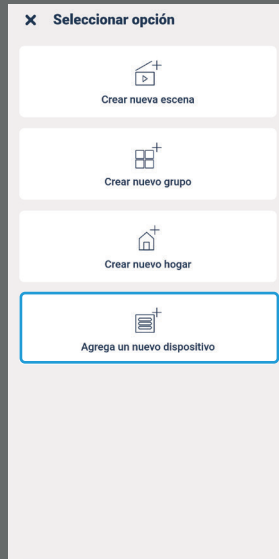 Seleccionar opción
Crear nueva escena
Crear nuevo grupo
Crear nuevo hogar
Agrega un nuevo dispositivo